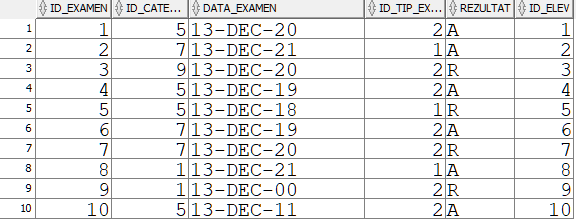 ID_EXAMEN ID_CATE... DATA_EXAMEN ID_TIP_EX... REZULTAT ID_ELEV
1 1 5 13-DEC-20 2 A 1
2 2 7 13-DEC-21 1 A 2
3 3 9 13-DEC-20 2 R 3
4 4 5 13-DEC-19 2 A 4
5 5 5 13-DEC-18 1 R 5
6 6 7 13-DEC-19 2 A 6
7 7 7 13-DEC-20 2 R 7
8 8 1 13-DEC-21 1 A 8
9 9 1 13-DEC-00 2 R 9
10 10 5 13-DEC-11 2 A 10